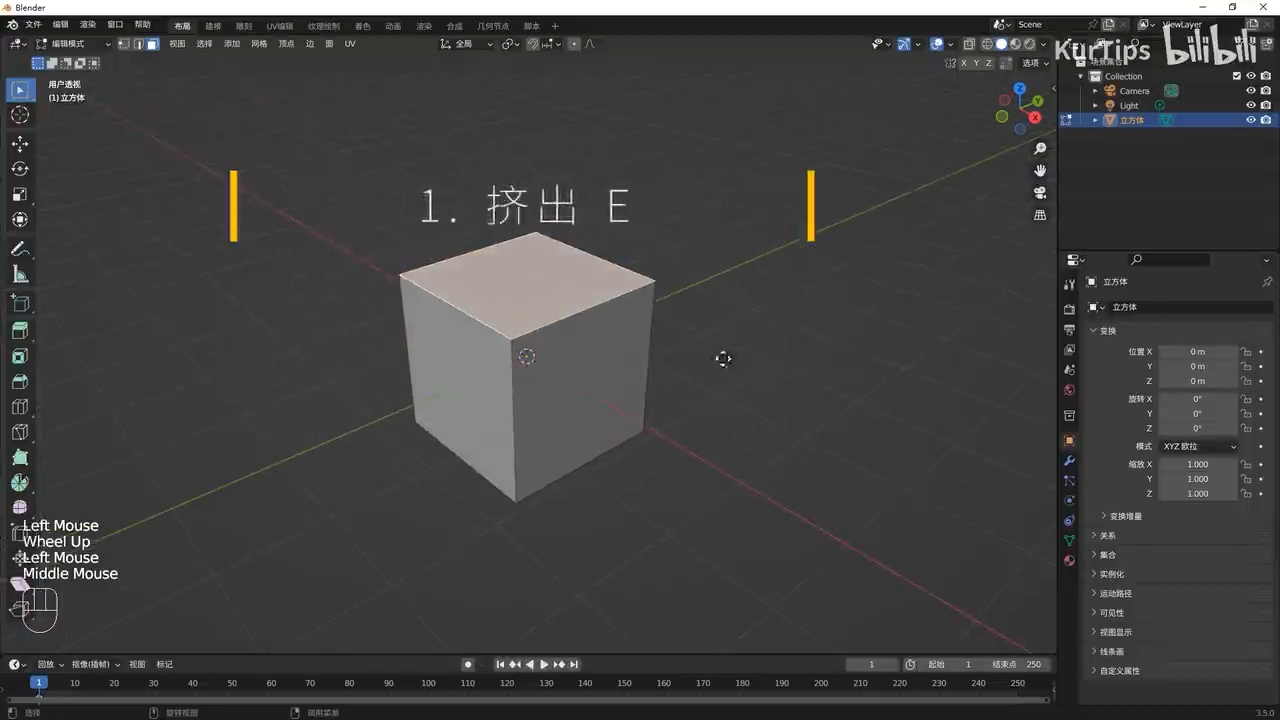 Blender
文件 编辑 渲染 窗口 帮助 布局 建模 雕刻 UV编辑 纹理绘制 着色 动画 渲染 合成 几何节点 脚本 + Scene ViewLayer
编辑模式 视图 选择 添加 网格 顶点 边 面 UV 全局
KurTips bilibili
X Y Z 选项
场景集合
Collection
Camera
Light
立方体
用户透视
(1) 立方体
Z
Y
X
1. 挤出 E
立方体
立方体
变换
位置 X 0 m
Y 0 m
Z 0 m
旋转 X 0°
Y 0°
Z 0°
模式 XYZ 欧拉
缩放 X 1.000
Y 1.000
Z 1.000
变换增量
关系
集合
实例化
运动路径
可见性
视图显示
线条画
自定义属性
Left Mouse
Wheel Up
Left Mouse
Middle Mouse
回放 抠像(插帧) 视图 标记 1 起始 1 结束点 250
1 10 20 30 40 50 60 70 80 90 100 110 120 130 140 150 160 170 180 190 200 210 220 230 240 250
选择 旋转视图 调用菜单 3.5.0